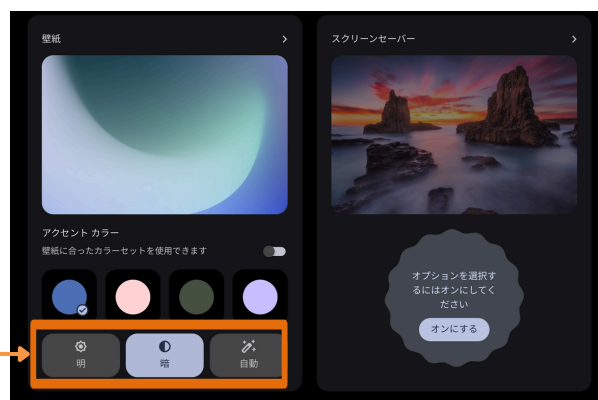 壁紙
アクセント カラー
壁紙に合ったカラーセットを使用できます
明
暗
自動
スクリーンセーバー
オプションを選択す
るにはオンにしてく
ださい
オンにする